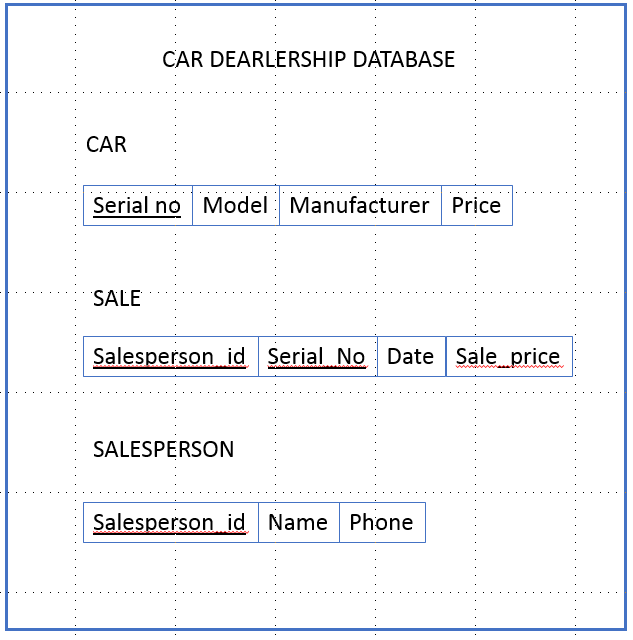 CAR DEARLERSHIP DATABASE
CAR
Serial no Model Manufacturer Price
SALE
Salesperson_id Serial_No Date Sale_price
SALESPERSON
Salesperson_id Name Phone